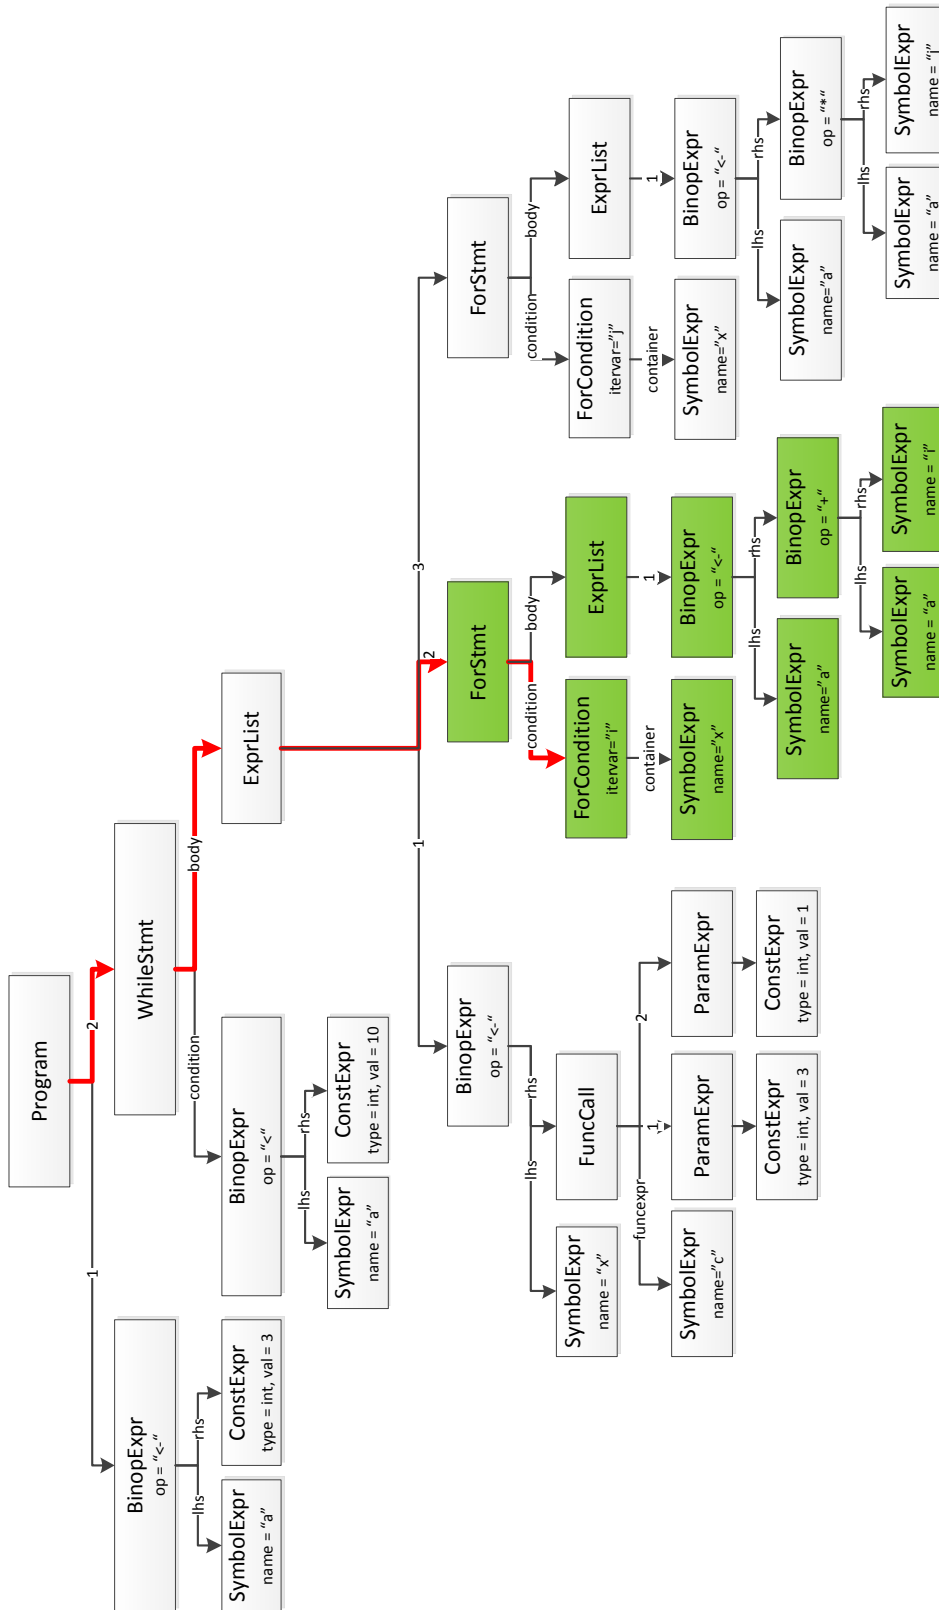 Program
1
2
BinopExpr
op = “<-“
lhs
rhs
SymbolExpr
name = “a”
ConstExpr
type = int, val = 3
WhileStmt
condition
body
BinopExpr
op = “<“
lhs
rhs
SymbolExpr
name = “a”
ConstExpr
type = int, val = 10
ExprList
1
2
3
BinopExpr
op = “<-“
lhs
rhs
SymbolExpr
name = “x”
FuncCall
funcexpr
1,
2
SymbolExpr
name=”c”
ParamExpr
ConstExpr
type = int, val = 3
ParamExpr
ConstExpr
type = int, val = 1
ForStmt
condition
body
ForCondition
itervar=”i”
container
SymbolExpr
name=”x”
ExprList
1
BinopExpr
op = “<-“
lhs
rhs
SymbolExpr
name=”a”
BinopExpr
op = “+“
lhs
rhs
SymbolExpr
name = “a”
SymbolExpr
name = “i”
ForStmt
condition
body
ForCondition
itervar=”j”
container
SymbolExpr
name=”x”
ExprList
1
BinopExpr
op = “<-“
lhs
rhs
SymbolExpr
name=”a”
BinopExpr
op = “*“
lhs
rhs
SymbolExpr
name = “a”
SymbolExpr
name = “j”